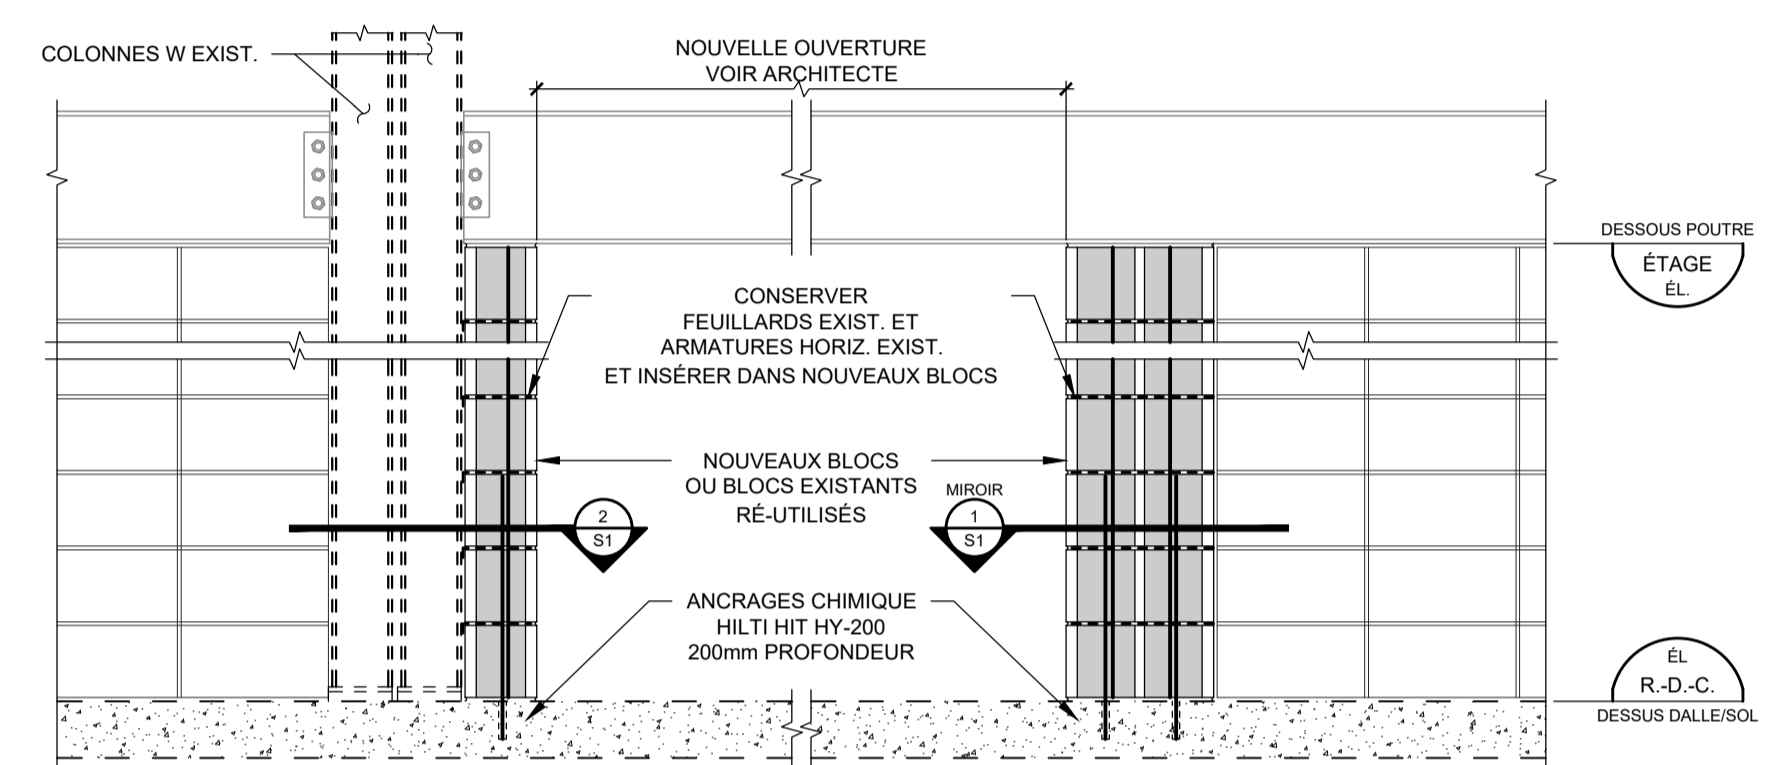 COLONNES W EXIST.
NOUVELLE OUVERTURE
VOIR ARCHITECTE
DESSOUS POUTRE
ÉTAGE
ÉL.
CONSERVER
FEUILLARDS EXIST. ET
ARMATURES HORIZ. EXIST.
ET INSÉRER DANS NOUVEAUX BLOCS
NOUVEAUX BLOCS
OU BLOCS EXISTANTS
RÉ-UTILISÉS
2
S1
MIROIR
1
S1
ANCRAGES CHIMIQUE
HILTI HIT HY-200
200mm PROFONDEUR
ÉL
R.-D.-C.
DESSUS DALLE/SOL